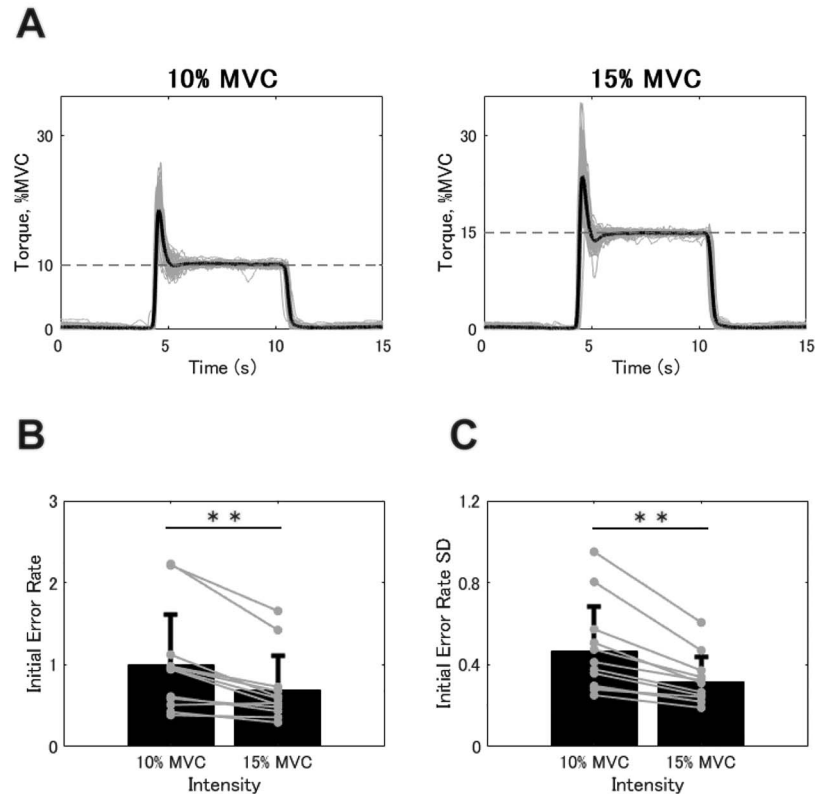 A
10% MVC
Torque, %MVC
30
10
0
0 5 10 15
Time (s)
15% MVC
Torque, %MVC
30
15
0
0 5 10 15
Time (s)
B
Initial Error Rate
3
2
1
0
* *
10% MVC 15% MVC
Intensity
C
Initial Error Rate SD
1.2
0.8
0.4
0
* *
10% MVC 15% MVC
Intensity